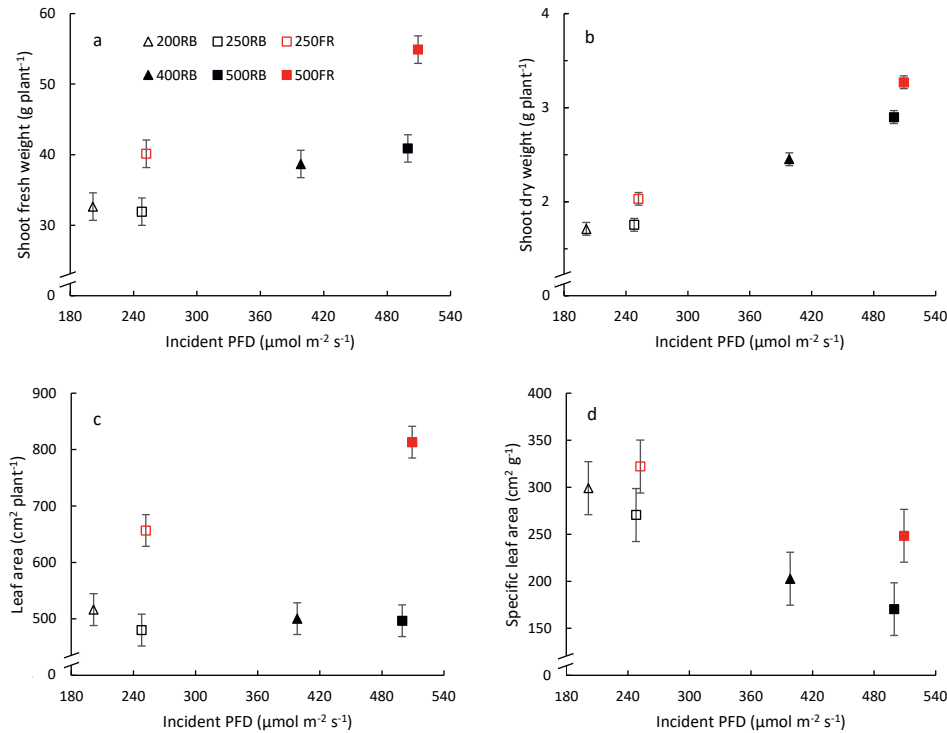 a
200RB 250RB 250FR
400RB 500RB 500FR
60
50
40
30
0
180 240 300 360 420 480 540
Shoot fresh weight (g plant⁻¹)
Incident PFD (µmol m⁻² s⁻¹)
b
4
3
2
1
0
180 240 300 360 420 480 540
Shoot dry weight (g plant⁻¹)
Incident PFD (µmol m⁻² s⁻¹)
c
900
800
700
600
500
0
180 240 300 360 420 480 540
Leaf area (cm² plant⁻¹)
Incident PFD (µmol m⁻² s⁻¹)
d
400
350
300
250
200
150
0
180 240 300 360 420 480 540
Specific leaf area (cm² g⁻¹)
Incident PFD (µmol m⁻² s⁻¹)